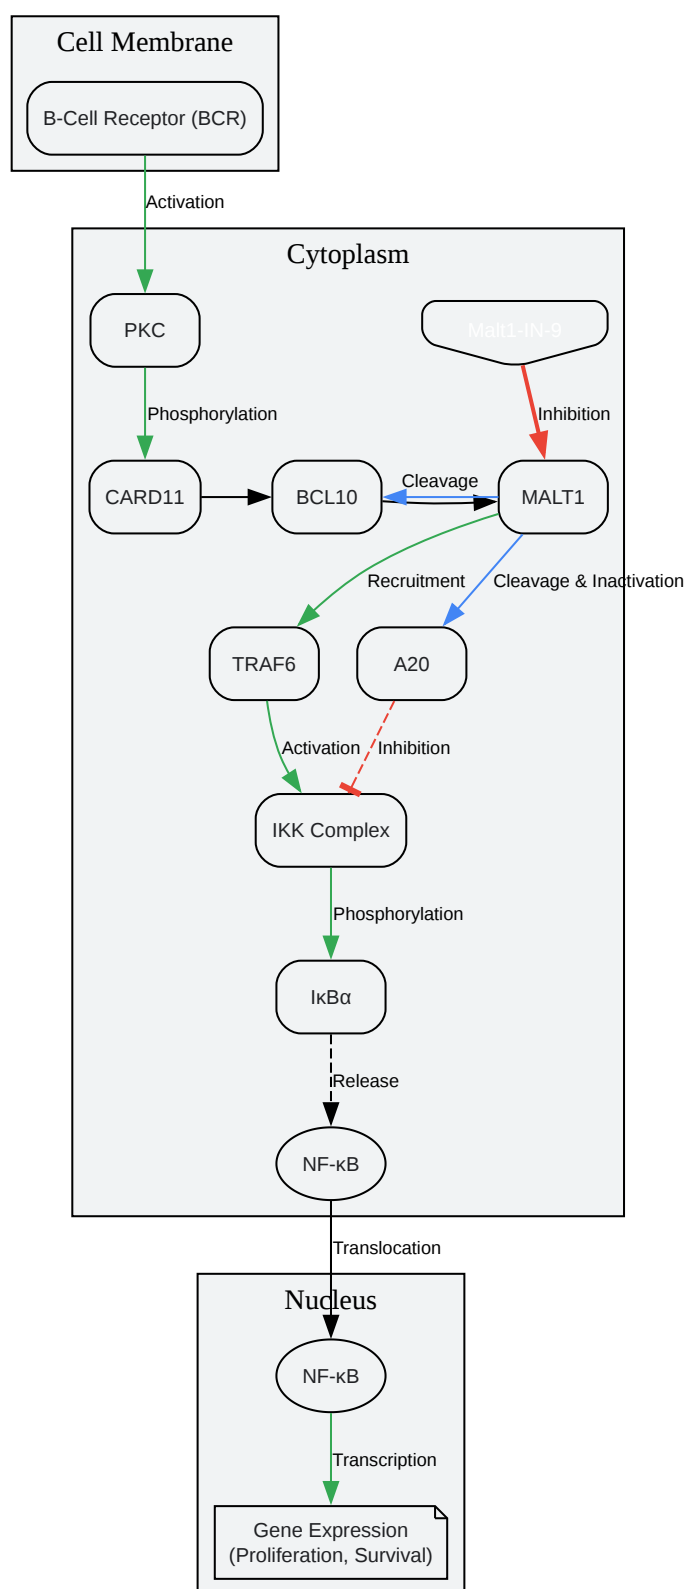 Cell Membrane
B-Cell Receptor (BCR)
Activation
Cytoplasm
PKC
Malt1-IN-9
Phosphorylation
Inhibition
CARD11
BCL10
Cleavage
MALT1
Recruitment
Cleavage & Inactivation
TRAF6
A20
Activation
Inhibition
IKK Complex
Phosphorylation
IκBα
Release
NF-κB
Translocation
Nucleus
NF-κB
Transcription
Gene Expression
(Proliferation, Survival)